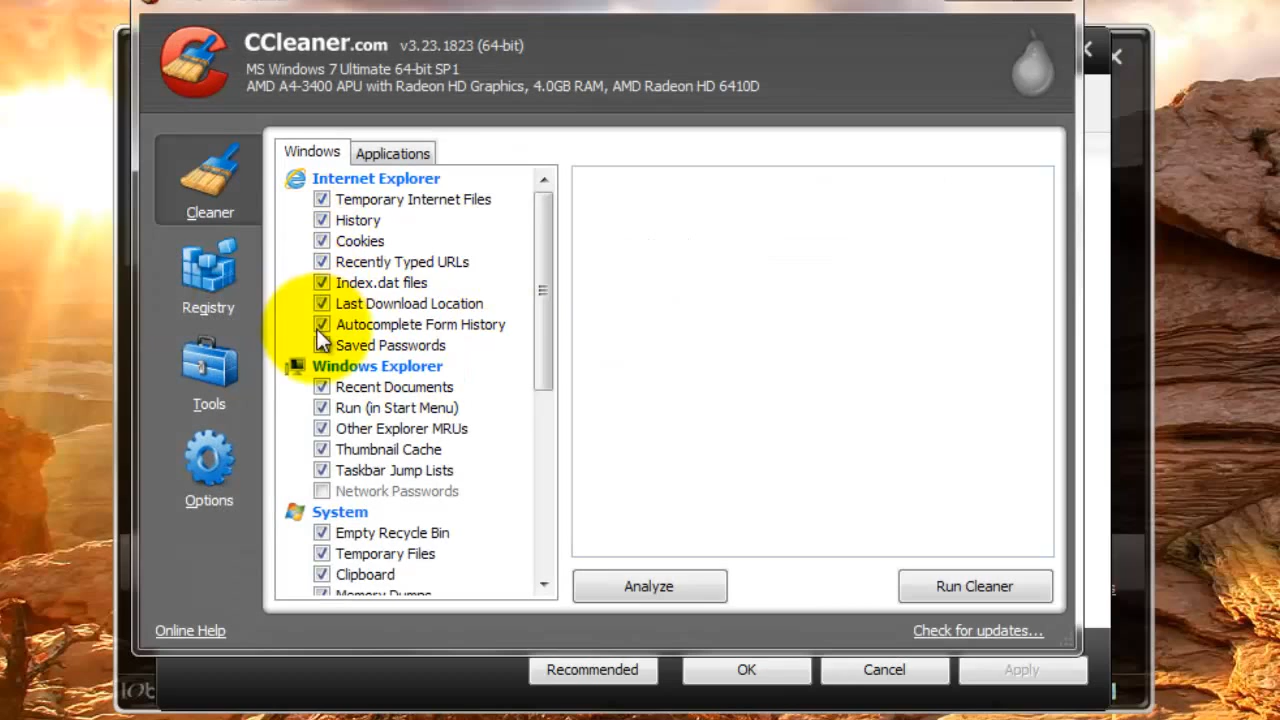 CCleaner.com v3.23.1823 (64-bit)
MS Windows 7 Ultimate 64-bit SP1
AMD A4-3400 APU with Radeon HD Graphics, 4.0GB RAM, AMD Radeon HD 6410D
Cleaner
Registry
Tools
Options
Windows
Applications
Internet Explorer
Temporary Internet Files
History
Cookies
Recently Typed URLs
Index.dat files
Last Download Location
Autocomplete Form History
Saved Passwords
Windows Explorer
Recent Documents
Run (in Start Menu)
Other Explorer MRUs
Thumbnail Cache
Taskbar Jump Lists
Network Passwords
System
Empty Recycle Bin
Temporary Files
Clipboard
Memory Dumps
Analyze
Run Cleaner
Online Help
Check for updates...
Recommended
OK
Cancel
Apply